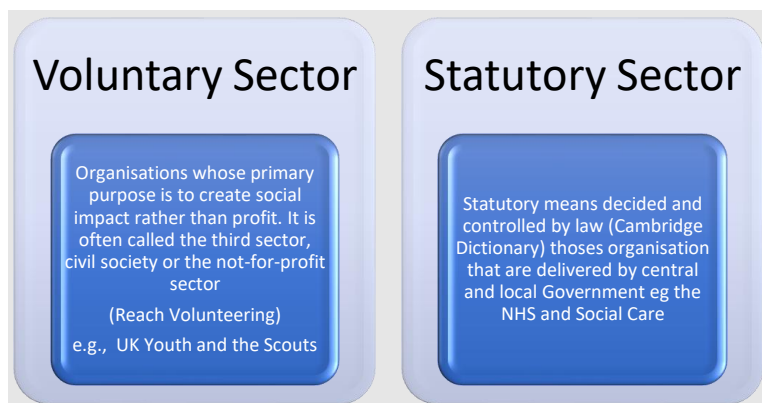 Voluntary Sector
Organisations whose primary
purpose is to create social
impact rather than profit. It is
often called the third sector,
civil society or the not-for-profit
sector
(Reach Volunteering)
e.g., UK Youth and the Scouts
Statutory Sector
Statutory means decided and
controlled by law (Cambridge
Dictionary) thoses organisation
that are delivered by central
and local Government eg the
NHS and Social Care